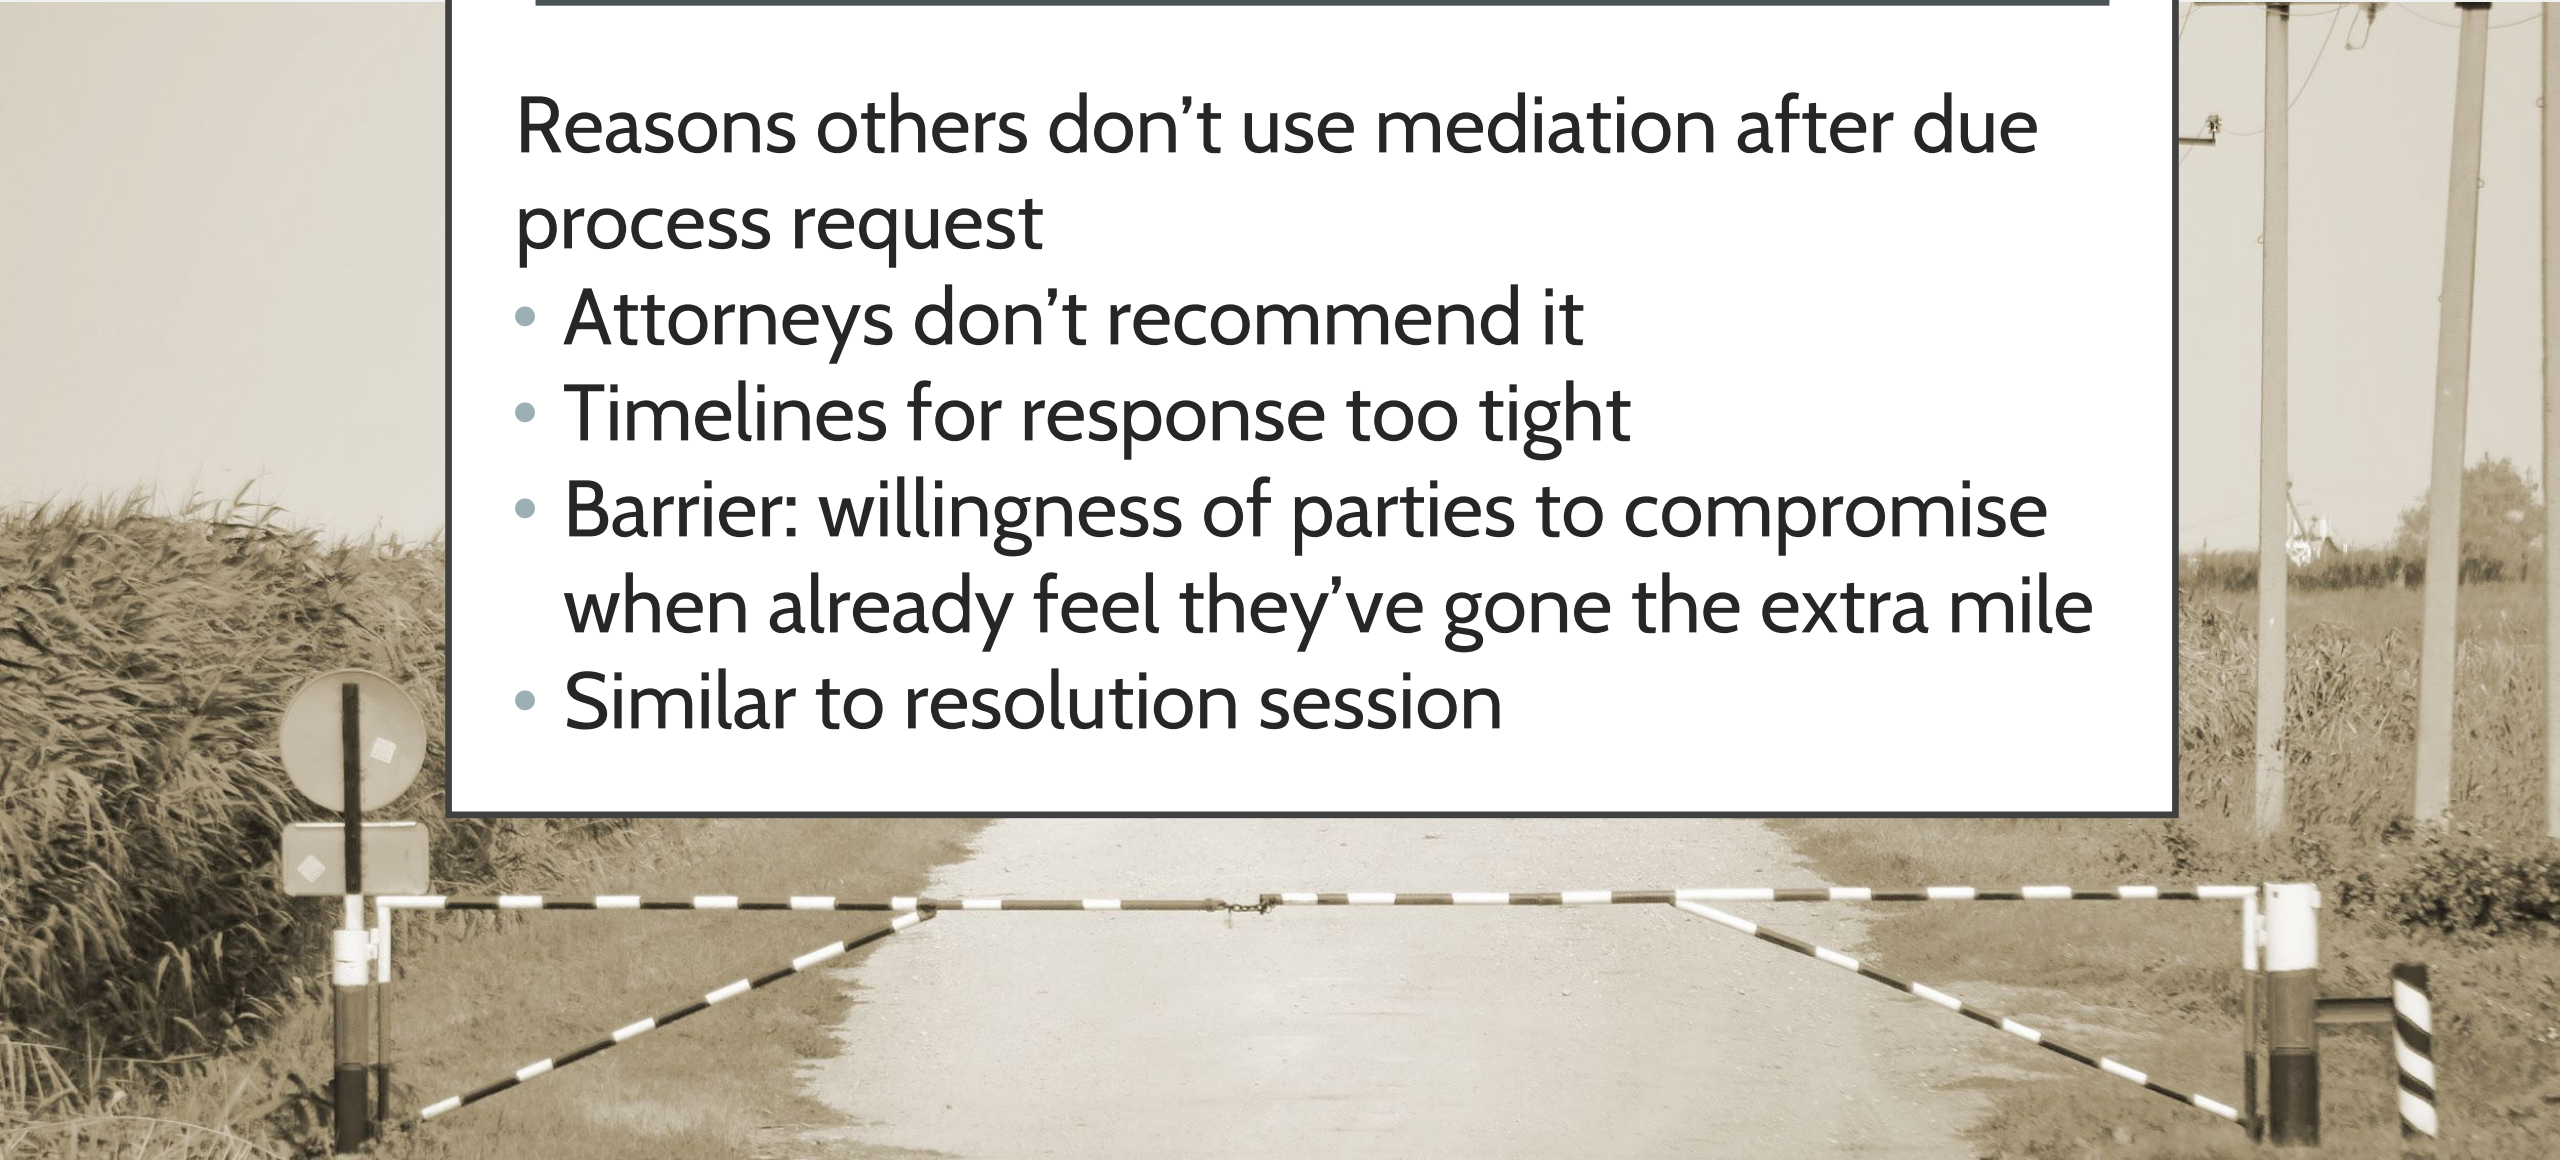 Reasons others don’t use mediation after due
process request
• Attorneys don’t recommend it
• Timelines for response too tight
• Barrier: willingness of parties to compromise
when already feel they’ve gone the extra mile
• Similar to resolution session